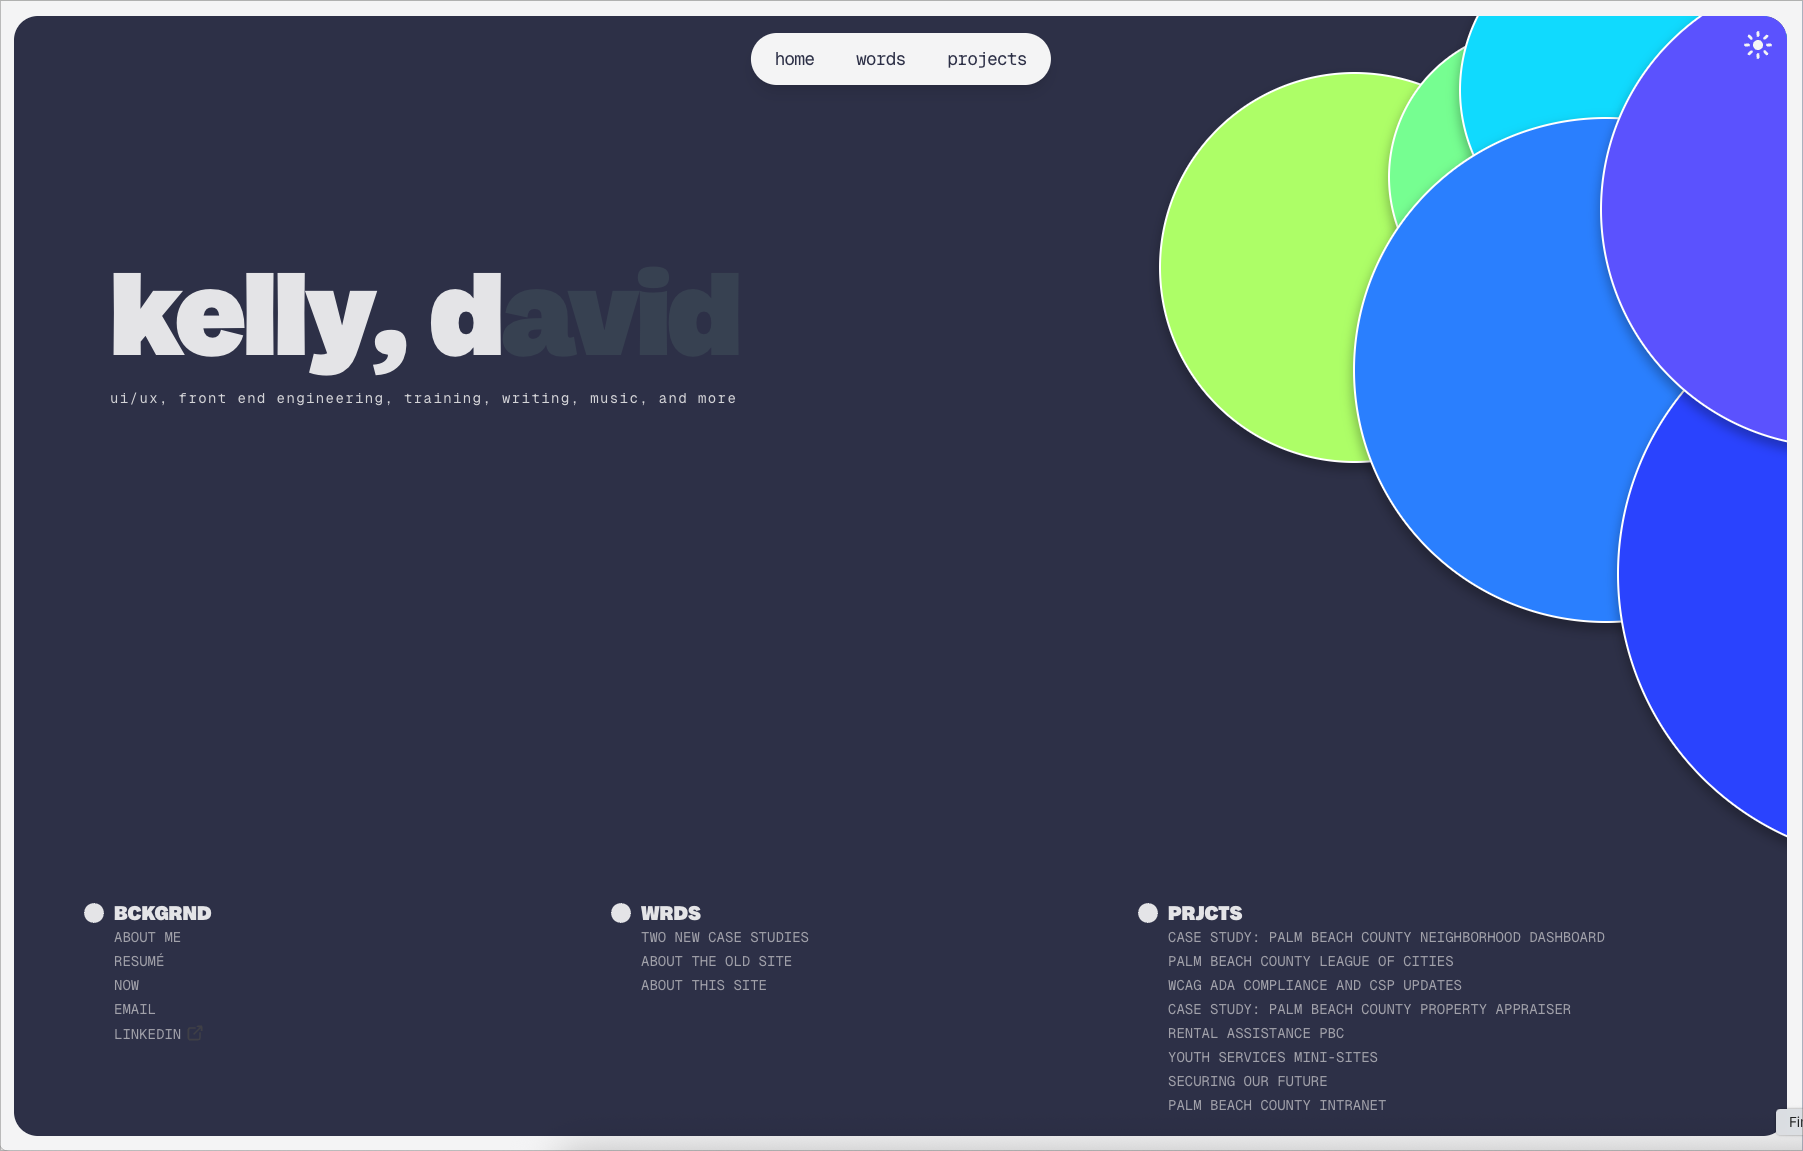 home words projects
kelly, david
ui/ux, front end engineering, training, writing, music, and more
BCKGRND
ABOUT ME
RESUMÉ
NOW
EMAIL
LINKEDIN
WRDS
TWO NEW CASE STUDIES
ABOUT THE OLD SITE
ABOUT THIS SITE
PRJCTS
CASE STUDY: PALM BEACH COUNTY NEIGHBORHOOD DASHBOARD
PALM BEACH COUNTY LEAGUE OF CITIES
WCAG ADA COMPLIANCE AND CSP UPDATES
CASE STUDY: PALM BEACH COUNTY PROPERTY APPRAISER
RENTAL ASSISTANCE PBC
YOUTH SERVICES MINI-SITES
SECURING OUR FUTURE
PALM BEACH COUNTY INTRANET